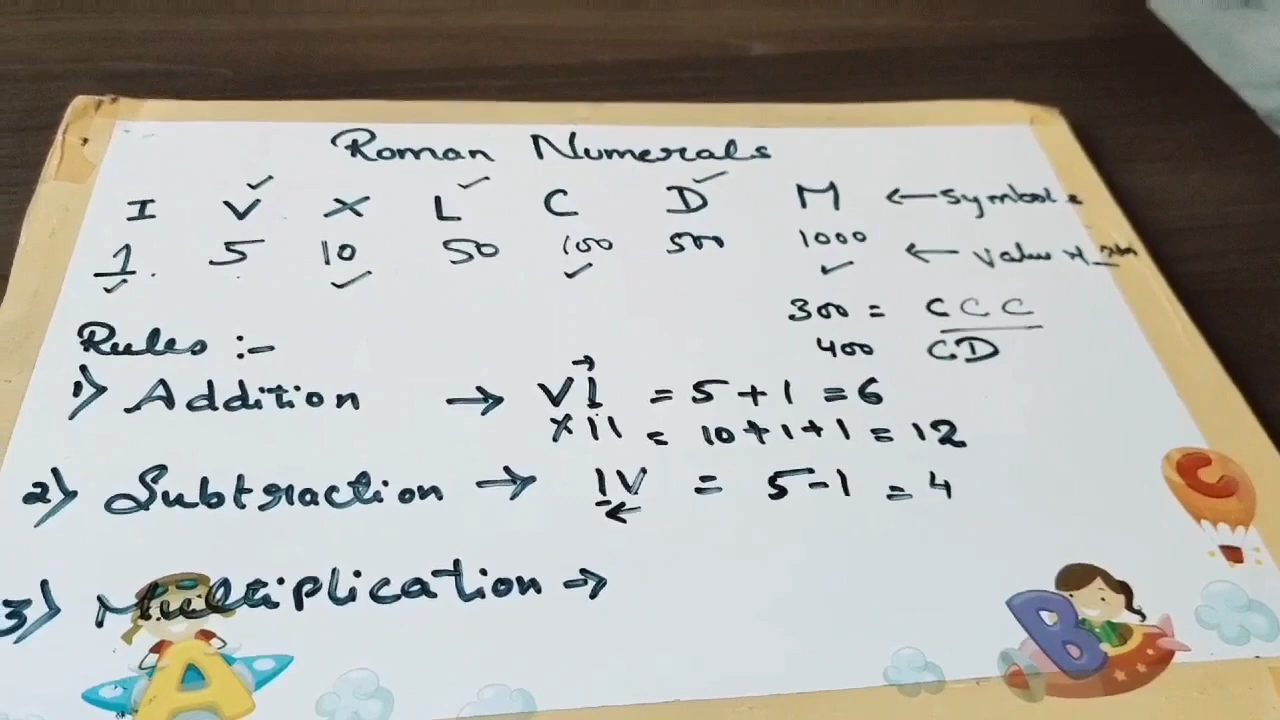 Roman Numerals
I V X L C D M ← Symbols
1. 5 10 50 100 500 1000 ← Value
300 = CCC
400 CD
Rules :-
1) Addition → VI = 5+1 = 6
XII = 10+1+1 = 12
2) Subtraction → IV = 5-1 = 4
3) Multiplication →
C
B
A